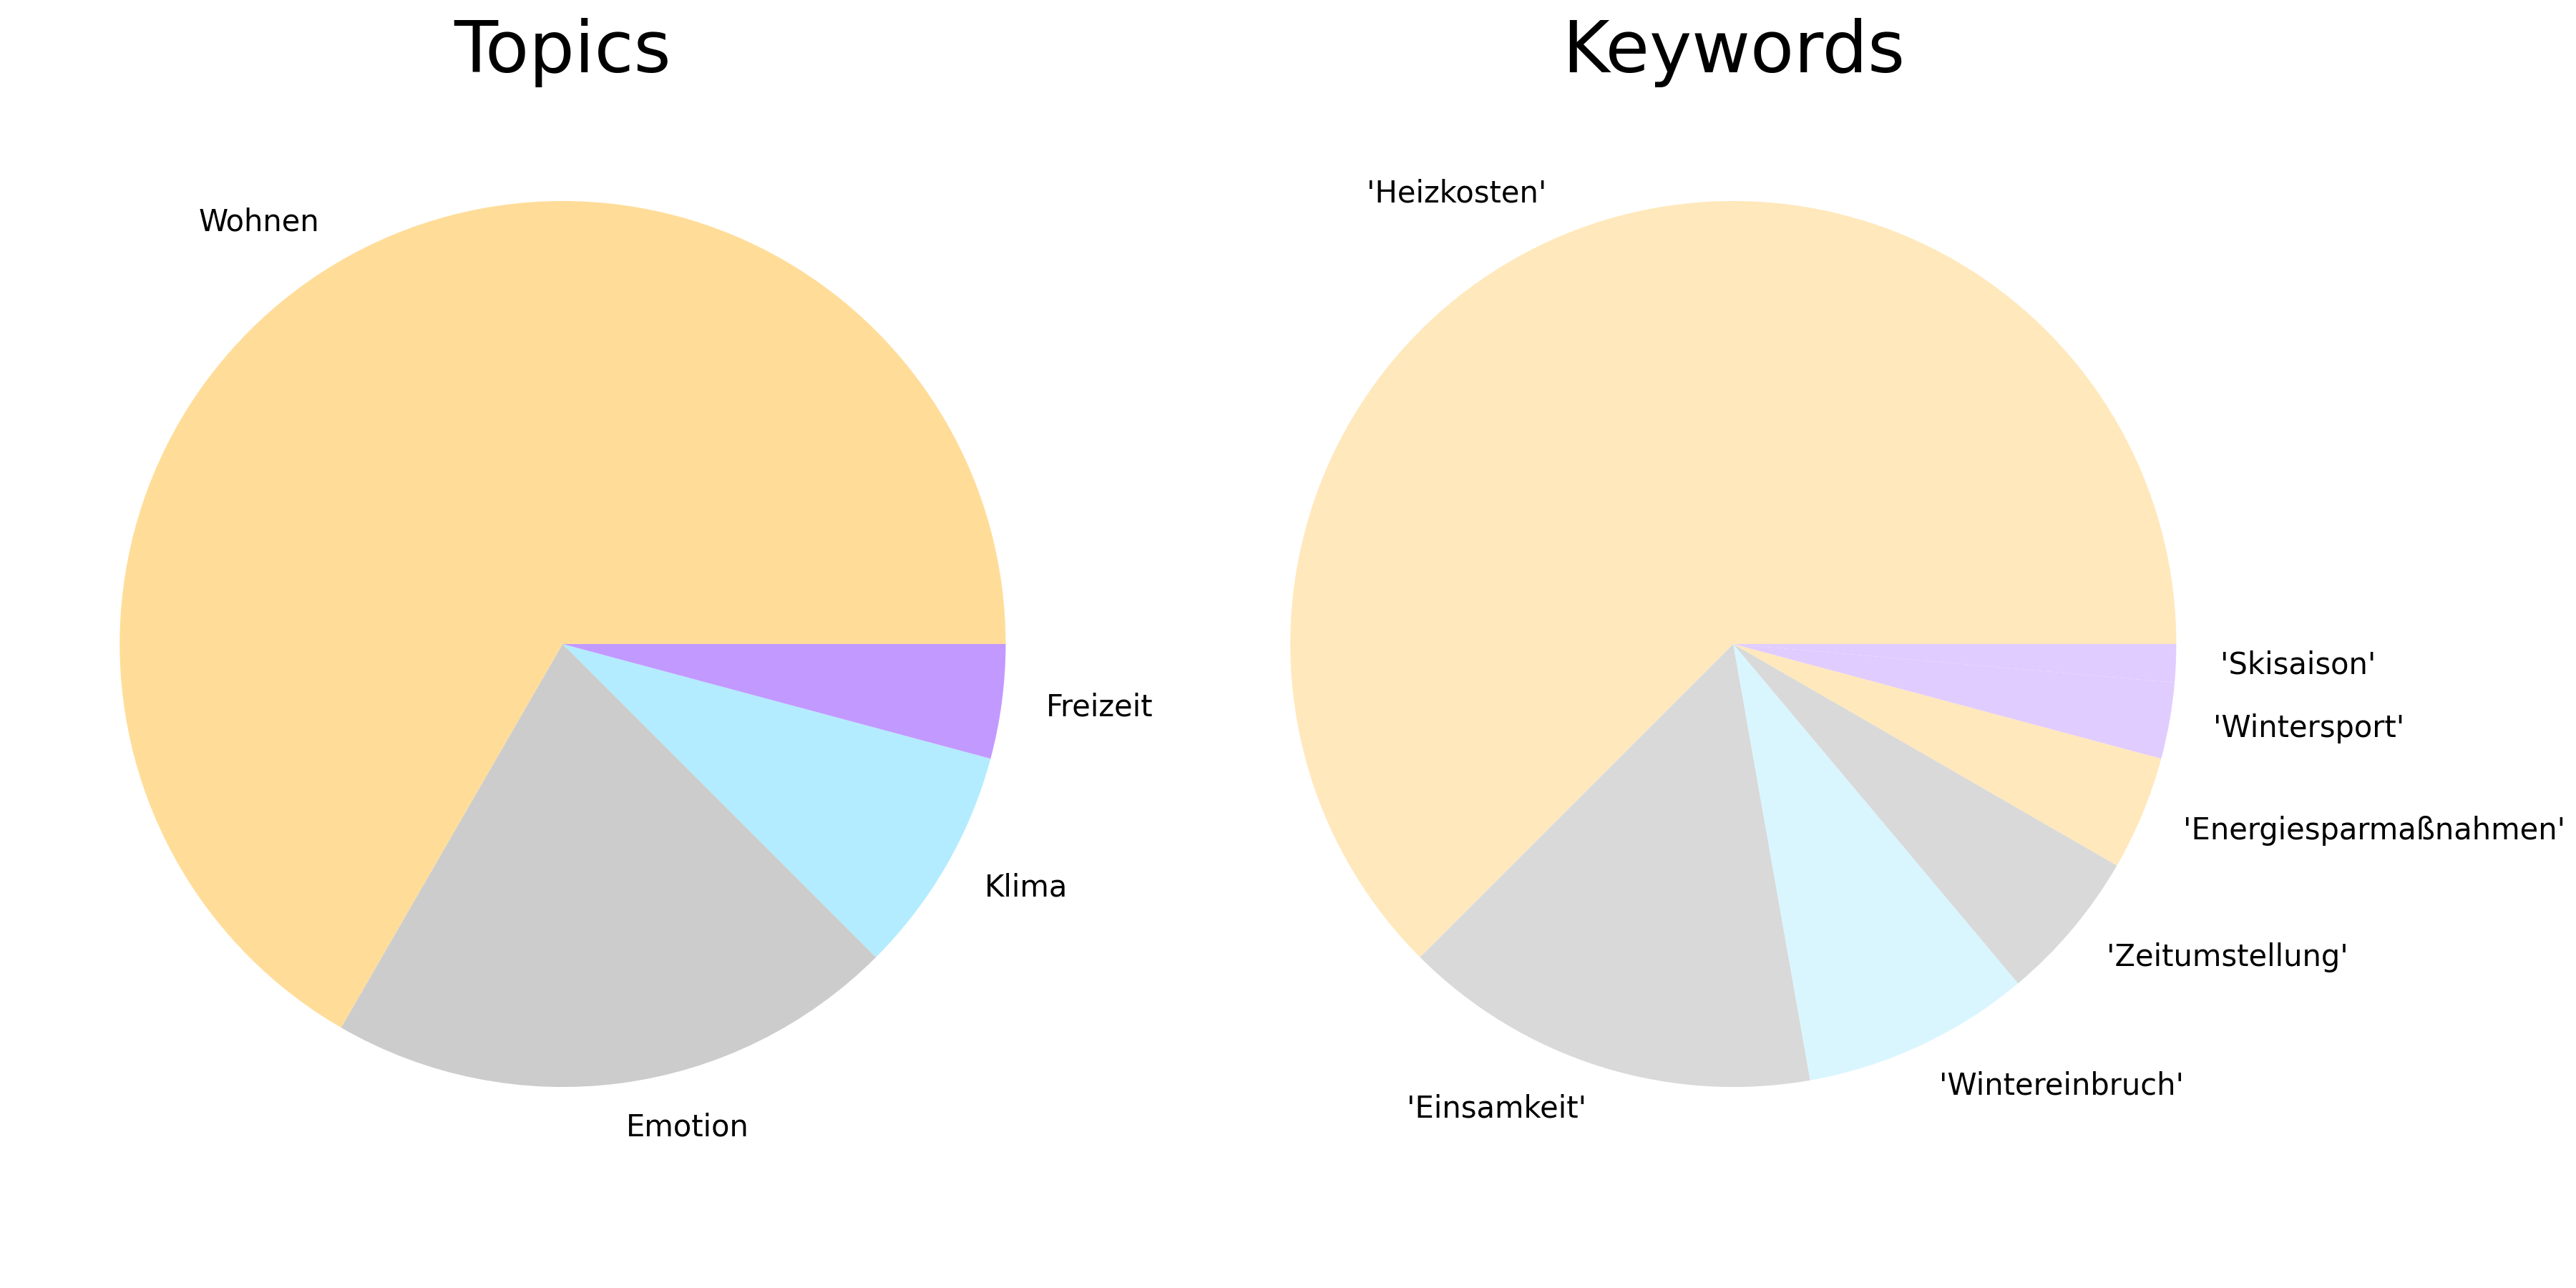 Topics
Wohnen
Emotion
Klima
Freizeit
Keywords
'Heizkosten'
'Einsamkeit'
'Wintereinbruch'
'Zeitumstellung'
'Energiesparmaßnahmen'
'Wintersport'
'Skisaison'